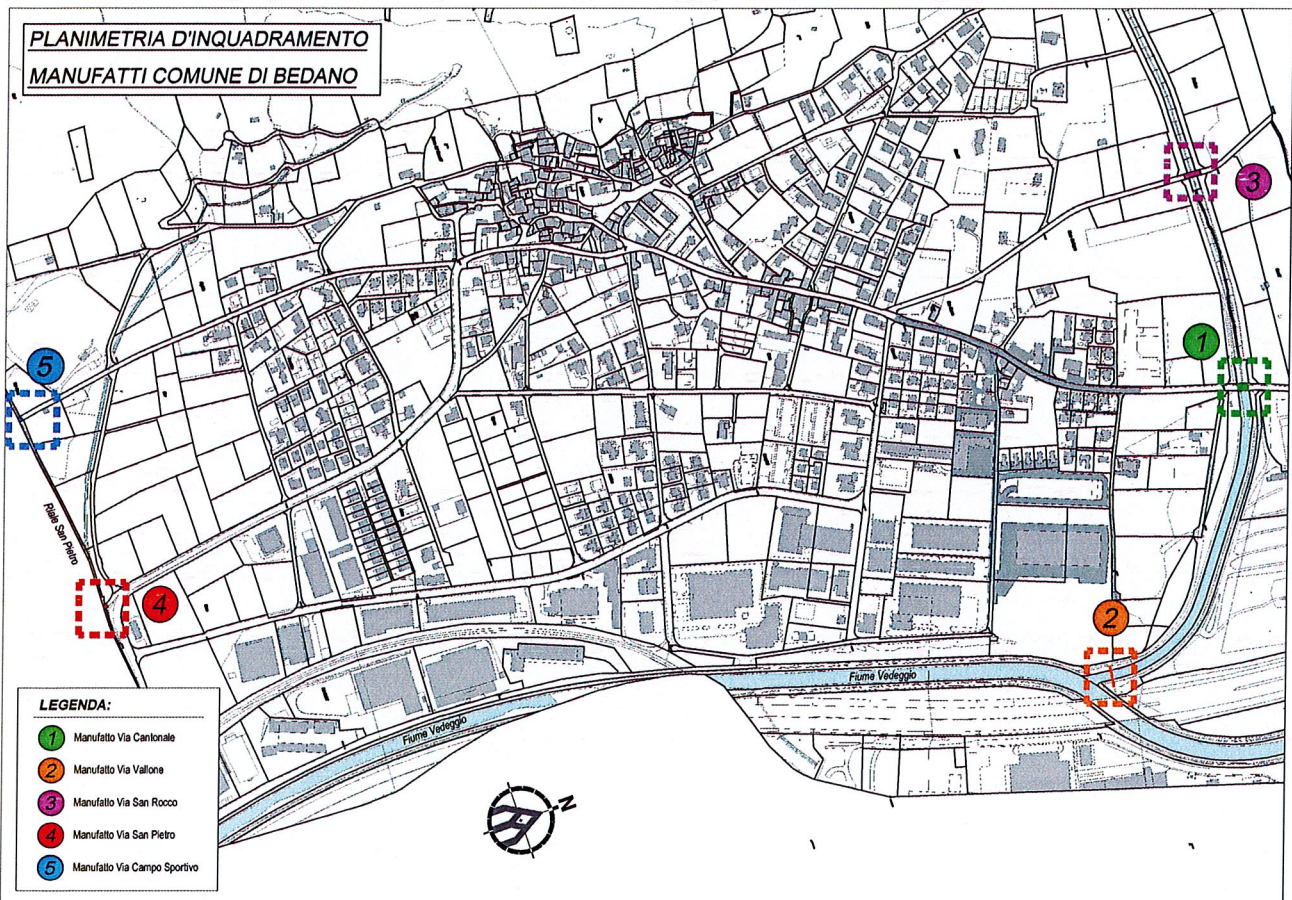 PLANIMETRIA D'INQUADRAMENTO
MANUFATTI COMUNE DI BEDANO
3
1
5
Riale San Pietro
4
2
Fiume Vedeggio
Fiume Vedeggio
N
LEGENDA:
1 Manufatto Via Cantonale
2 Manufatto Via Vallone
3 Manufatto Via San Rocco
4 Manufatto Via San Pietro
5 Manufatto Via Campo Sportivo